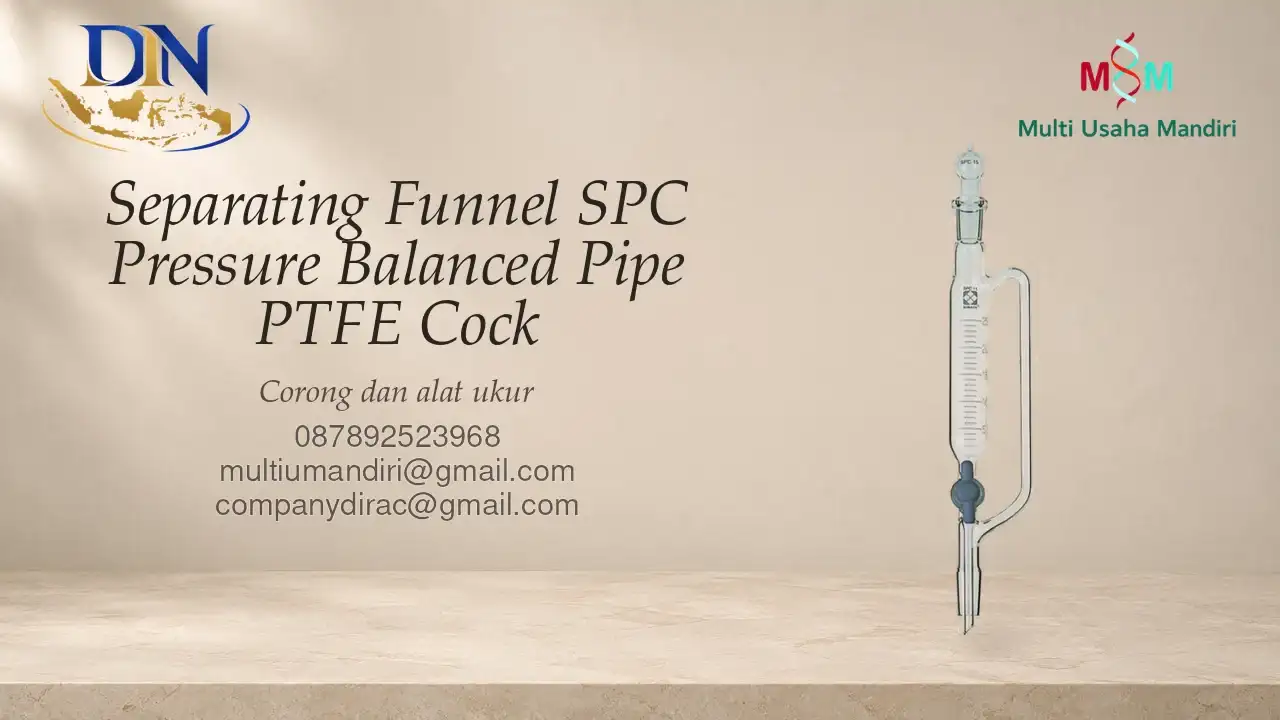 DIN
MSM
Multi Usaha Mandiri
Separating Funnel SPC
Pressure Balanced Pipe
PTFE Cock
Corong dan alat ukur
087892523968
multiumandiri@gmail.com
companydirac@gmail.com